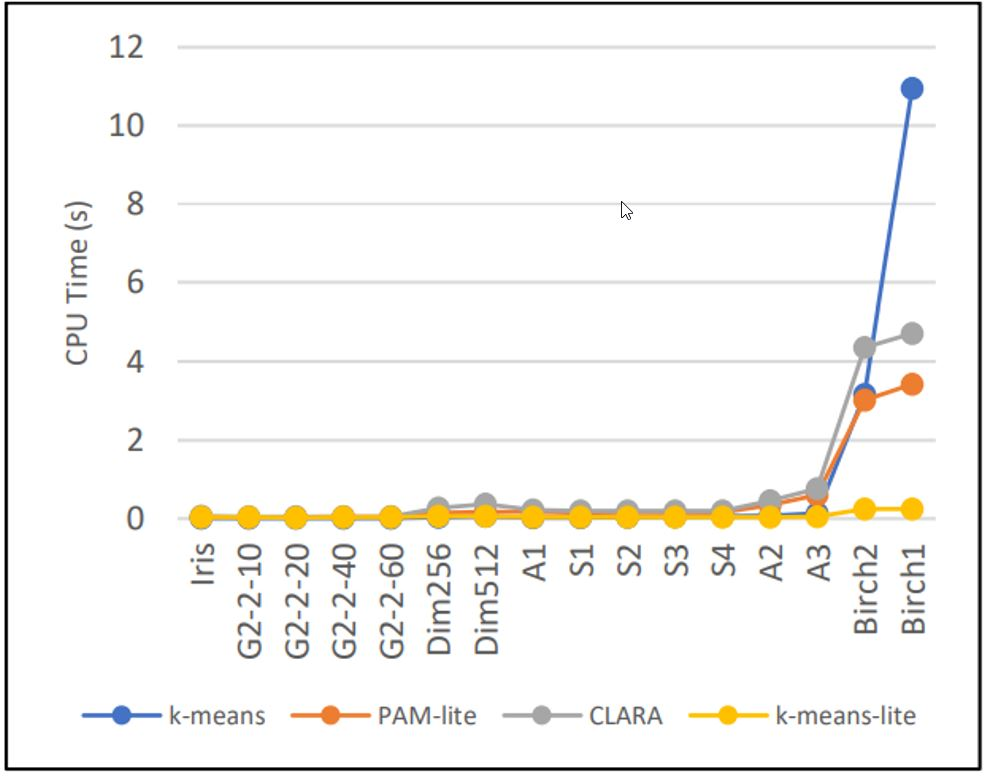 12
10
8
6
4
2
0
CPU Time (s)
Iris
G2-2-10
G2-2-20
G2-2-40
G2-2-60
Dim256
Dim512
A1
S1
S2
S3
S4
A2
A3
Birch2
Birch1
k-means PAM-lite CLARA k-means-lite